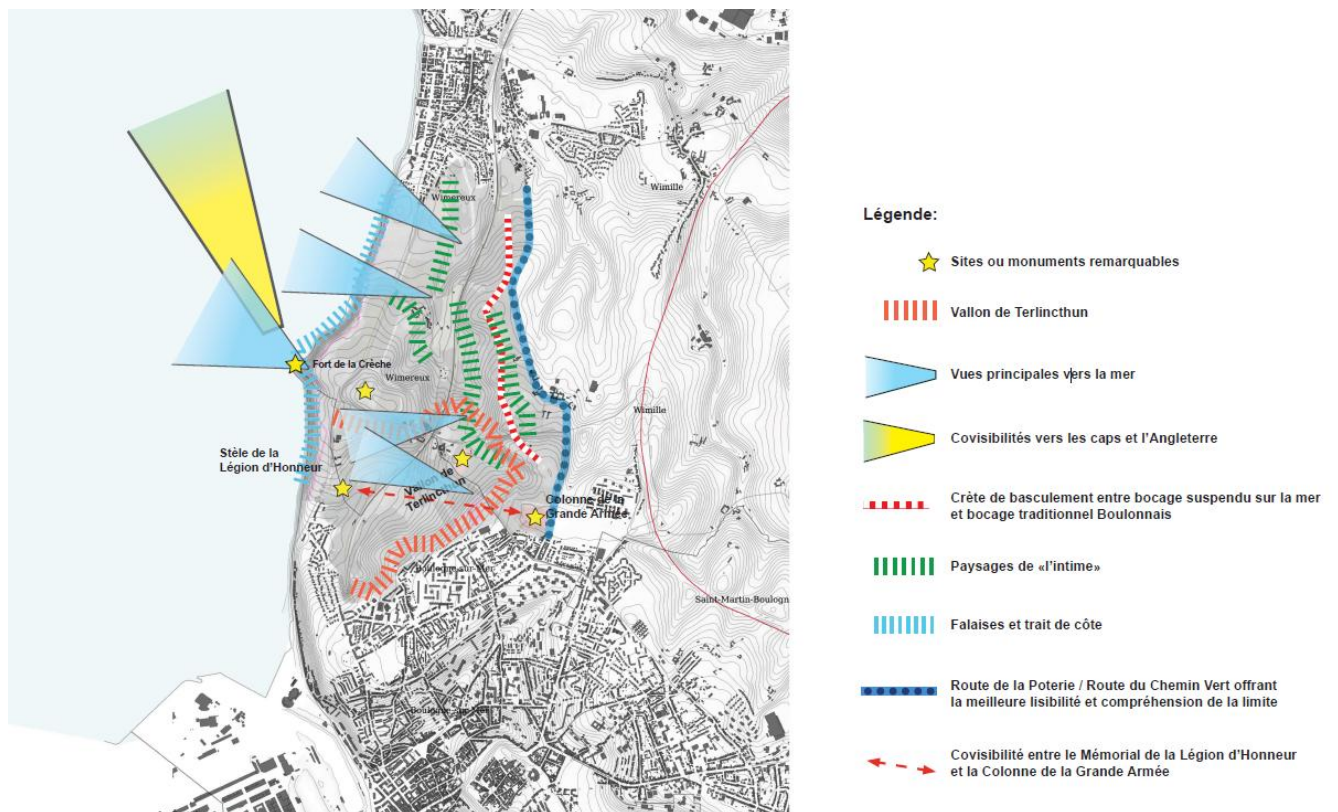 Wimereux
Wimille
Fort de la Crèche
Wimereux
Wimille
Stèle de la
Légion d'Honneur
Vallon de
Terlincthun
Colonne de la
Grande Armée
Boulogne-sur-Mer
Saint-Martin-Boulogn
Boulogne-sur-Mer
Légende:
Sites ou monuments remarquables
Vallon de Terlincthun
Vues principales vers la mer
Covisibilités vers les caps et l'Angleterre
Crète de basculement entre bocage suspendu sur la mer
et bocage traditionnel Boulonnais
Paysages de «l'intime»
Falaises et trait de côte
Route de la Poterie / Route du Chemin Vert offrant
la meilleure lisibilité et compréhension de la limite
Covisibilité entre le Mémorial de la Légion d'Honneur
et la Colonne de la Grande Armée